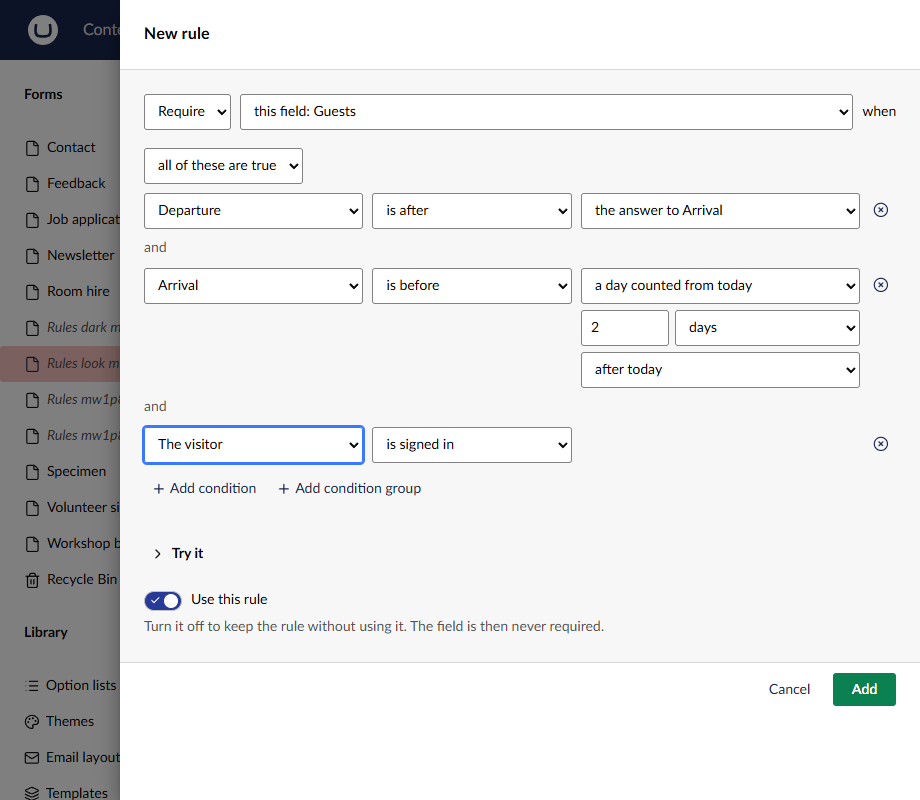 New rule
Forms
Contact
Feedback
Job applicat
Newsletter
Room hire
Rules dark m
Rules look m
Rules mw1p
Rules mw1p
Specimen
Volunteer si
Workshop b
Recycle Bin
Library
Option lists
Themes
Email layout
Templates
Require this field: Guests when
all of these are true
Departure is after the answer to Arrival
and
Arrival is before a day counted from today
2 days
after today
and
The visitor is signed in
+ Add condition + Add condition group
Try it
Use this rule
Turn it off to keep the rule without using it. The field is then never required.
Cancel Add